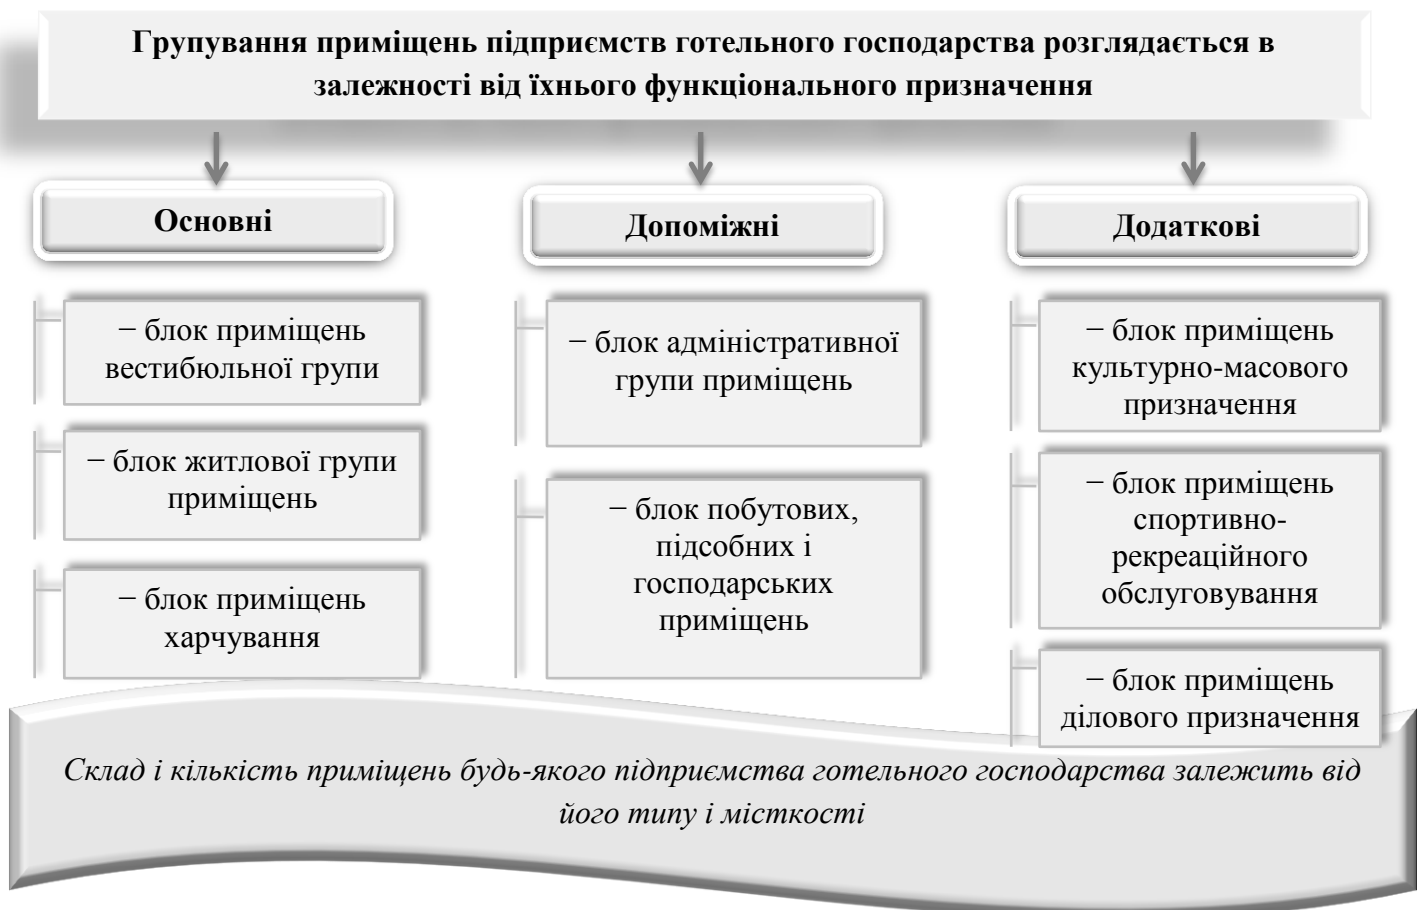 Групування приміщень підприємств готельного господарства розглядається в
залежності від їхнього функціонального призначення
Основні
− блок приміщень
вестибюльної групи
− блок житлової групи
приміщень
− блок приміщень
харчування
Допоміжні
− блок адміністративної
групи приміщень
− блок побутових,
підсобних і
господарських
приміщень
Додаткові
− блок приміщень
культурно-масового
призначення
− блок приміщень
спортивно-
рекреаційного
обслуговування
− блок приміщень
ділового призначення
Склад і кількість приміщень будь-якого підприємства готельного господарства залежить від
його типу і місткості